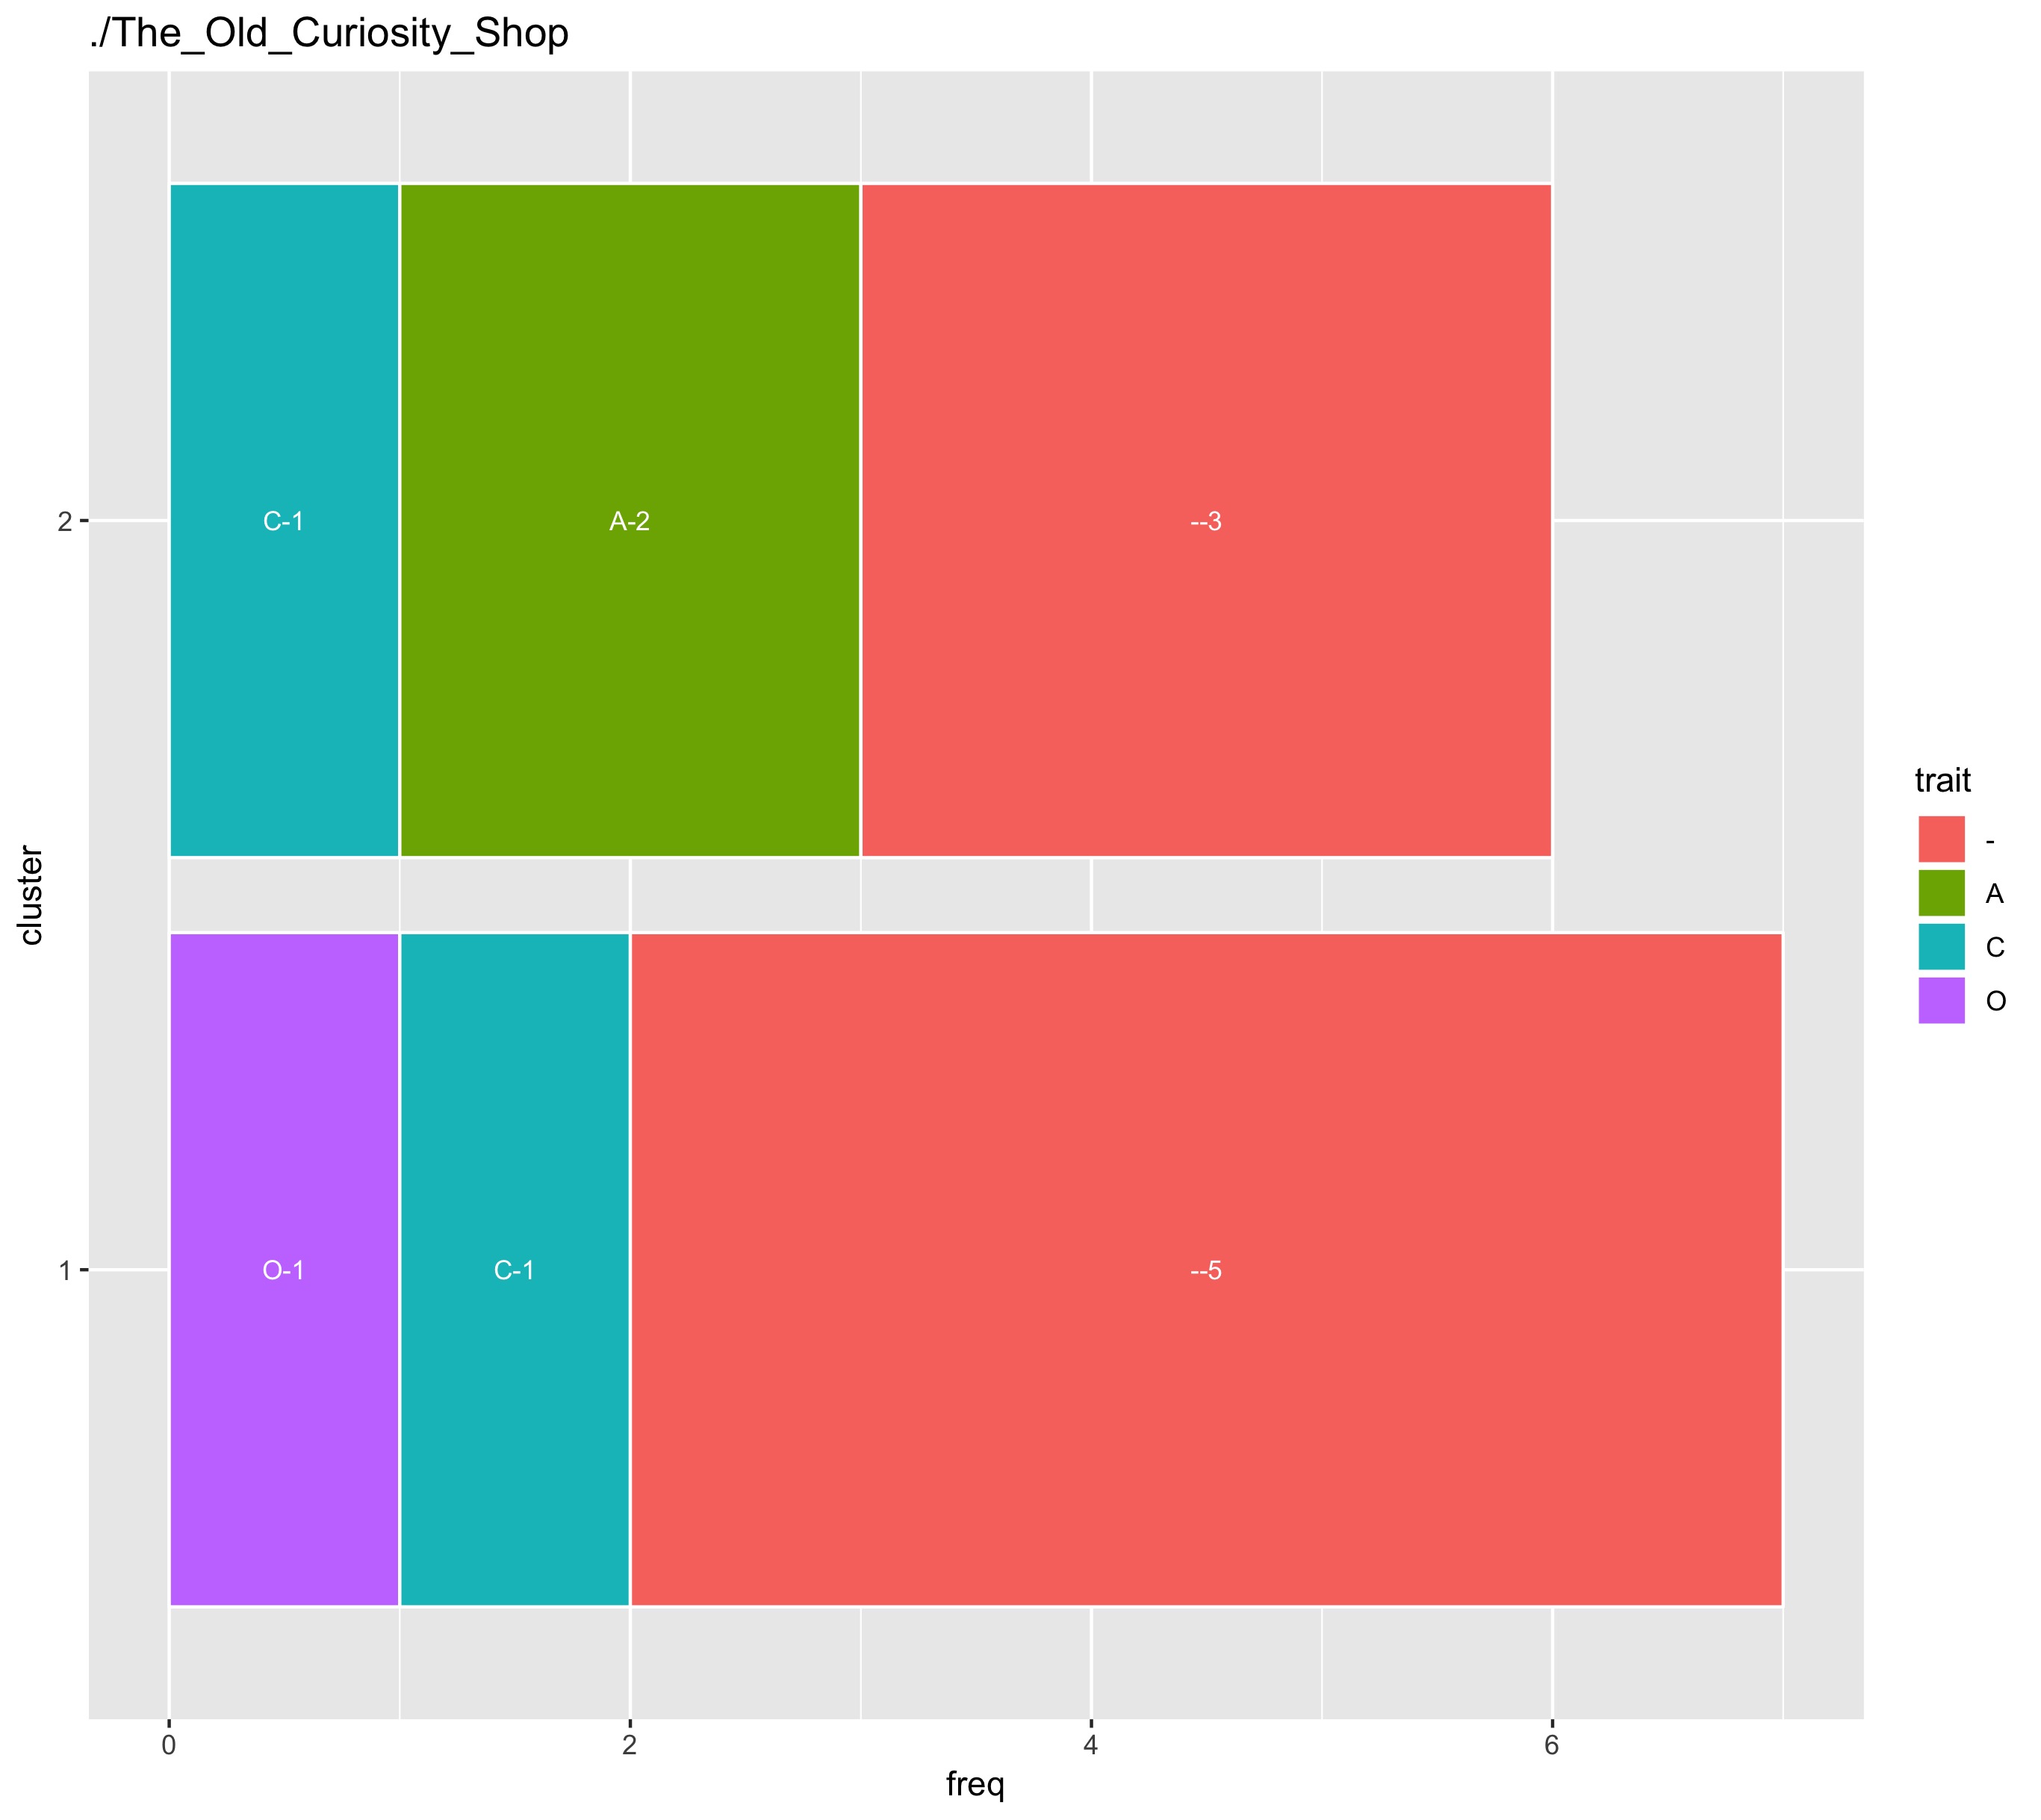 ./The_Old_Curiosity_Shop
cluster
2
C-1
A-2
--3
1
O-1
C-1
--5
0
2
4
6
freq
trait
-
A
C
O